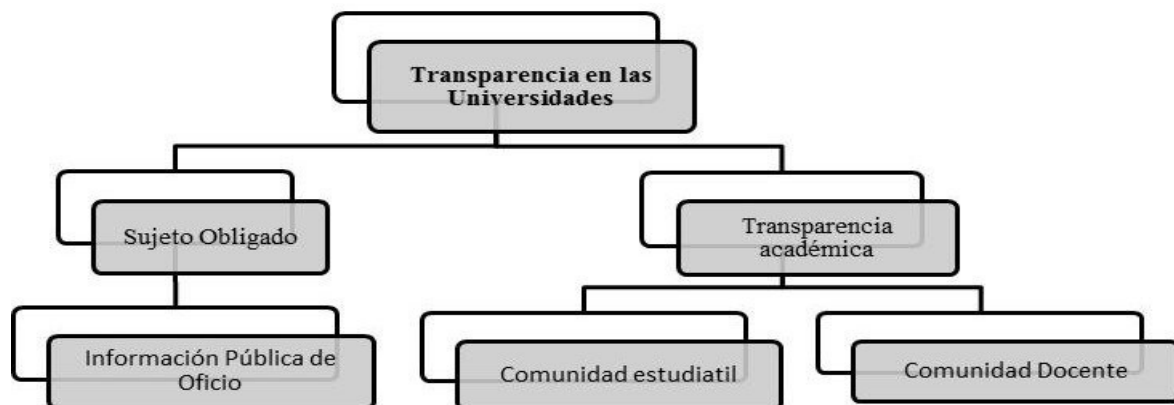 Transparencia en las
Universidades
Sujeto Obligado
Transparencia
académica
Información Pública de
Oficio
Comunidad estudiatil
Comunidad Docente